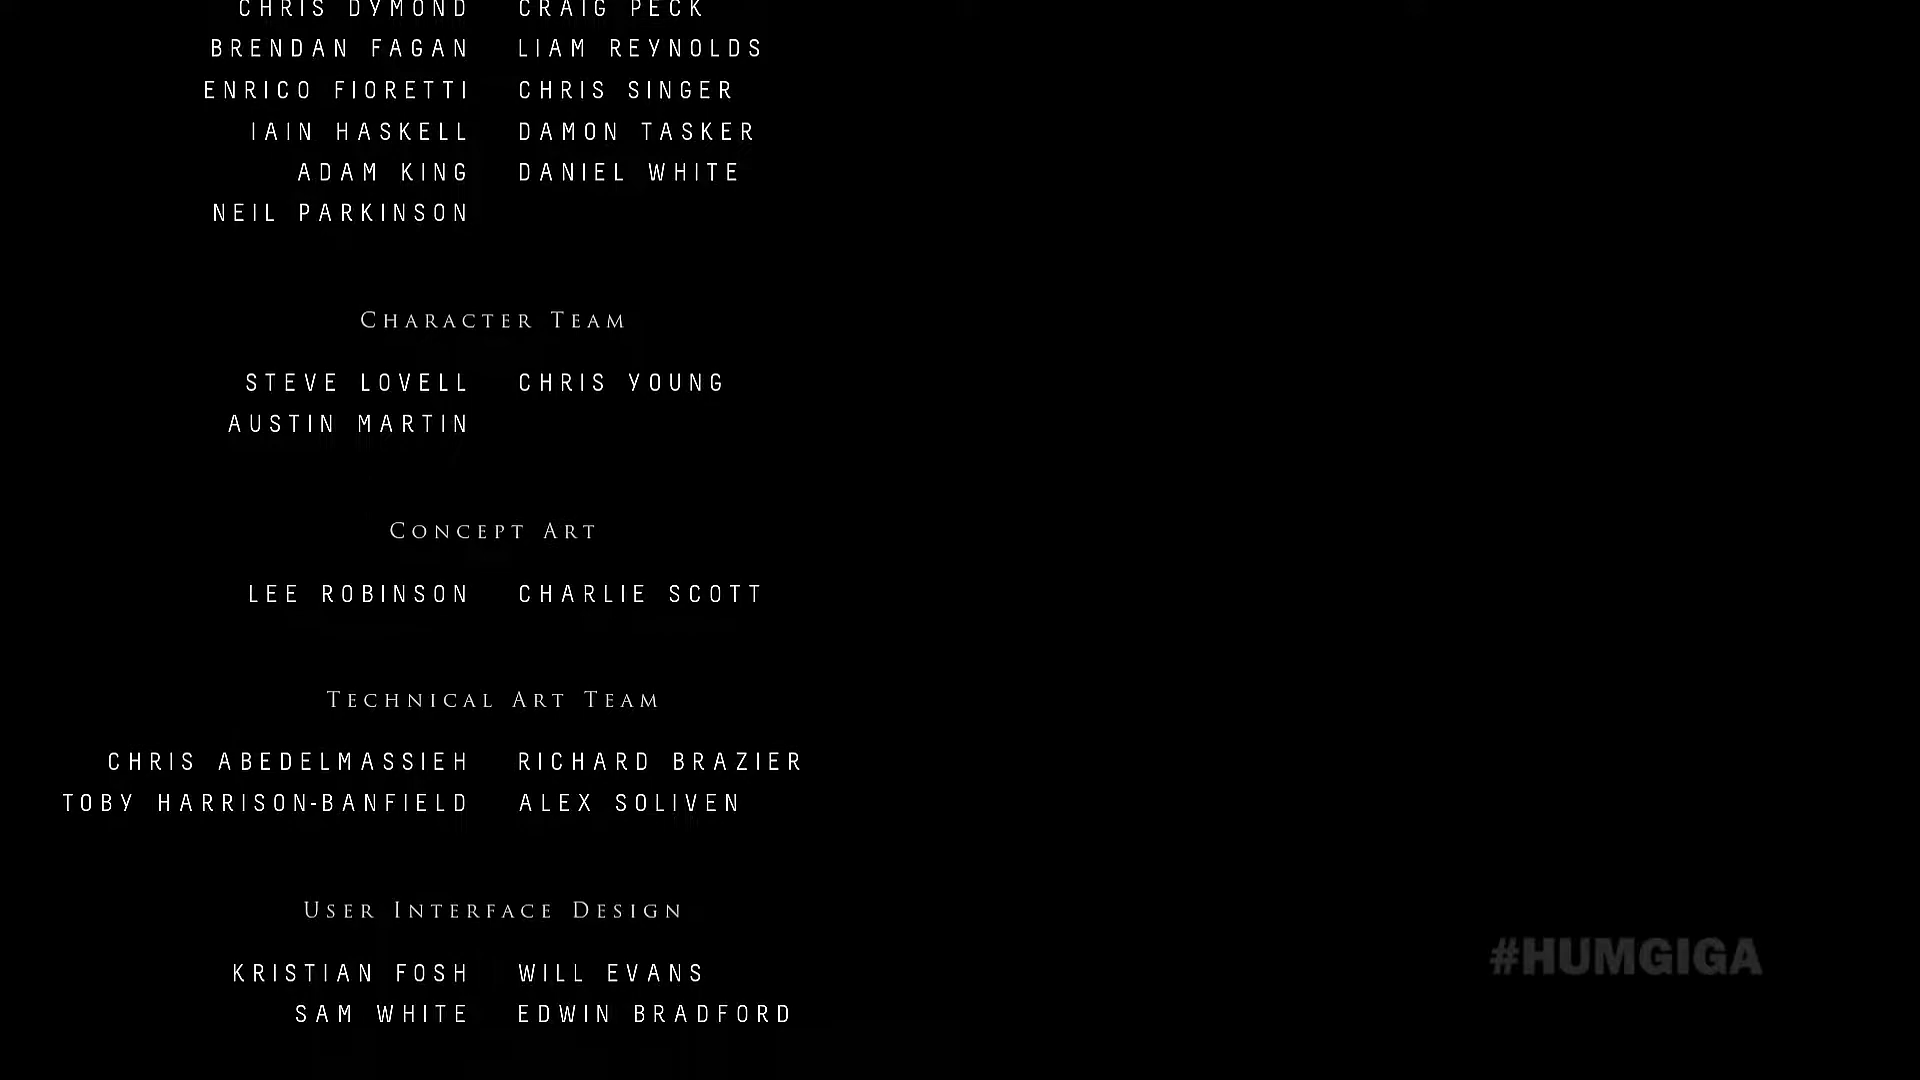 CHRIS DYMOND CRAIG PECK
BRENDAN FAGAN LIAM REYNOLDS
ENRICO FIORETTI CHRIS SINGER
IAIN HASKELL DAMON TASKER
ADAM KING DANIEL WHITE
NEIL PARKINSON
CHARACTER TEAM
STEVE LOVELL CHRIS YOUNG
AUSTIN MARTIN
CONCEPT ART
LEE ROBINSON CHARLIE SCOTT
TECHNICAL ART TEAM
CHRIS ABEDELMASSIEH RICHARD BRAZIER
TOBY HARRISON-BANFIELD ALEX SOLIVEN
USER INTERFACE DESIGN
KRISTIAN FOSH WILL EVANS
SAM WHITE EDWIN BRADFORD
#HUMGIGA